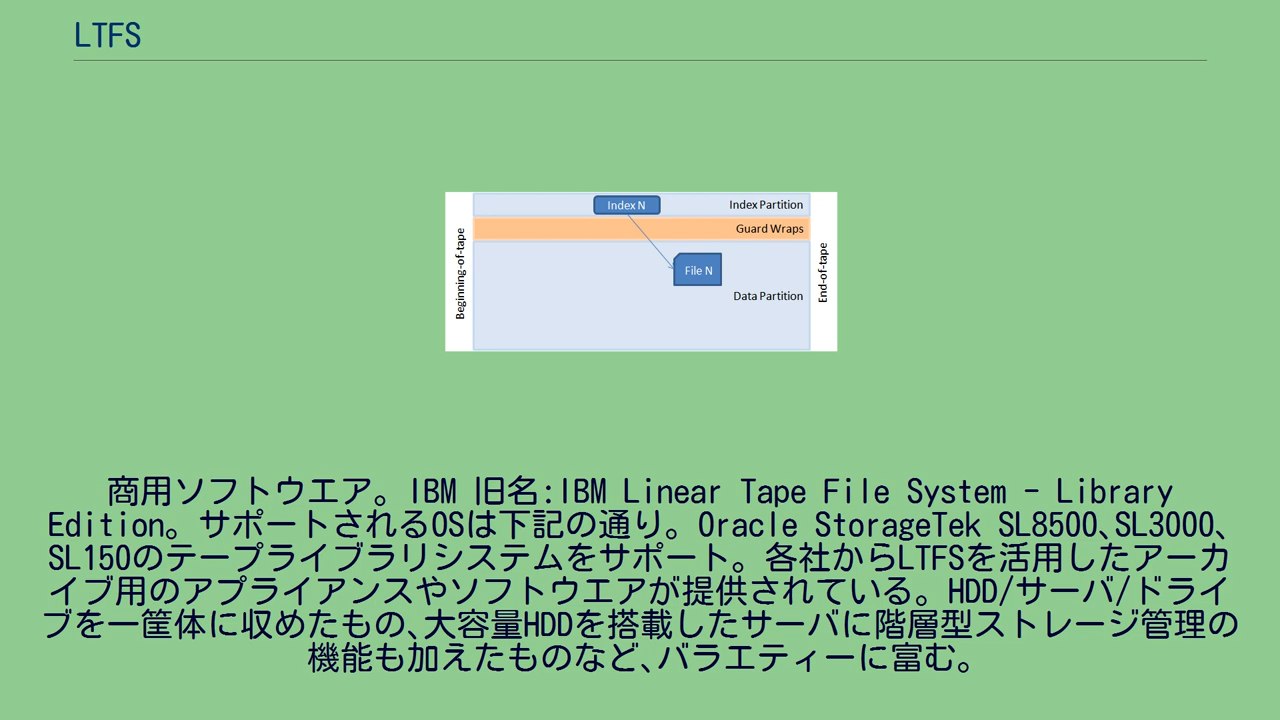 LTFS
Index N
Index Partition
Guard Wraps
File N
Data Partition
Beginning-of-tape
End-of-tape
商用ソフトウエア。IBM 旧名:IBM Linear Tape File System - Library
Edition。サポートされるOSは下記の通り。Oracle StorageTek SL8500、SL3000、
SL150のテープライブラリシステムをサポート。各社からLTFSを活用したアーカ
イブ用のアプライアンスやソフトウエアが提供されている。HDD/サーバ/ドライ
ブを一筐体に収めたもの、大容量HDDを搭載したサーバに階層型ストレージ管理の
機能も加えたものなど、バラエティーに富む。